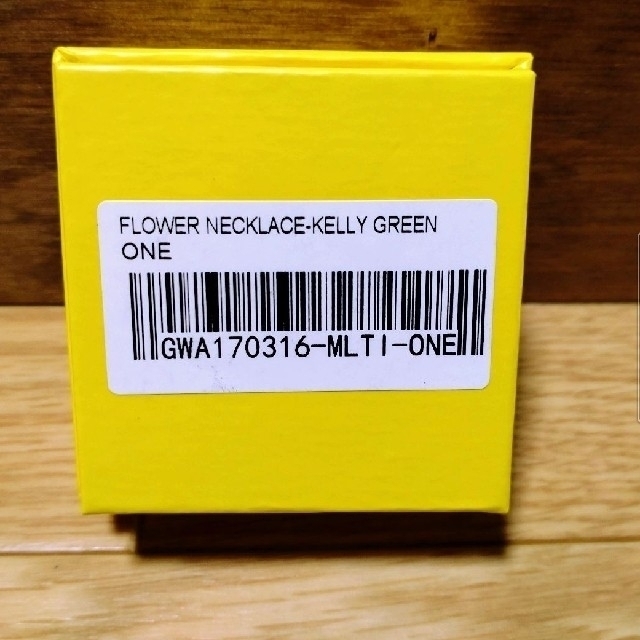 FLOWER NECKLACE-KELLY GREEN
ONE
GWA170316-MLTI-ONE